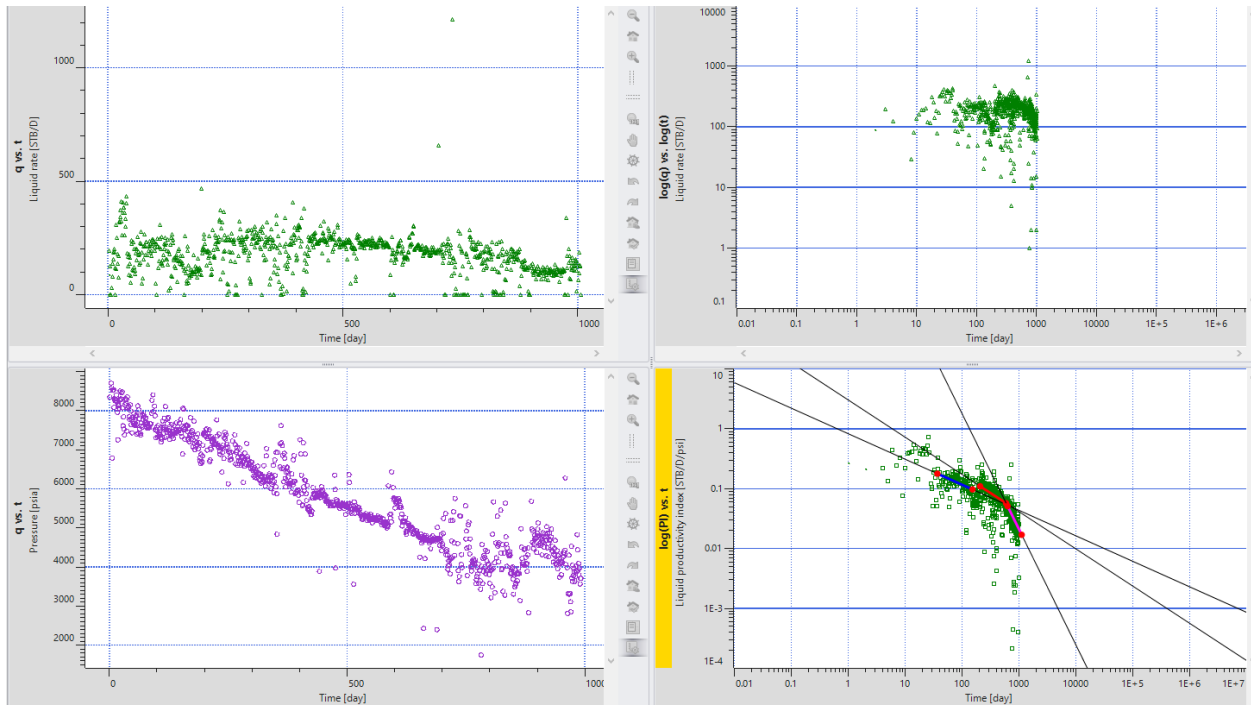 q vs. t
Liquid rate [STB/D]
1000
500
0
0
500
1000
Time [day]
log(q) vs. log(t)
Liquid rate [STB/D]
10000
1000
100
10
1
0.1
0.01
0.1
1
10
100
1000
10000
1E+5
1E+6
Time [day]
q vs. t
Pressure [psia]
8000
7000
6000
5000
4000
3000
2000
0
500
1000
Time [day]
log(PI) vs. t
Liquid productivity index [STB/D/psi]
10
1
0.1
0.01
1E-3
1E-4
0.01
0.1
1
10
100
1000
10000
1E+5
1E+6
1E+7
Time [day]